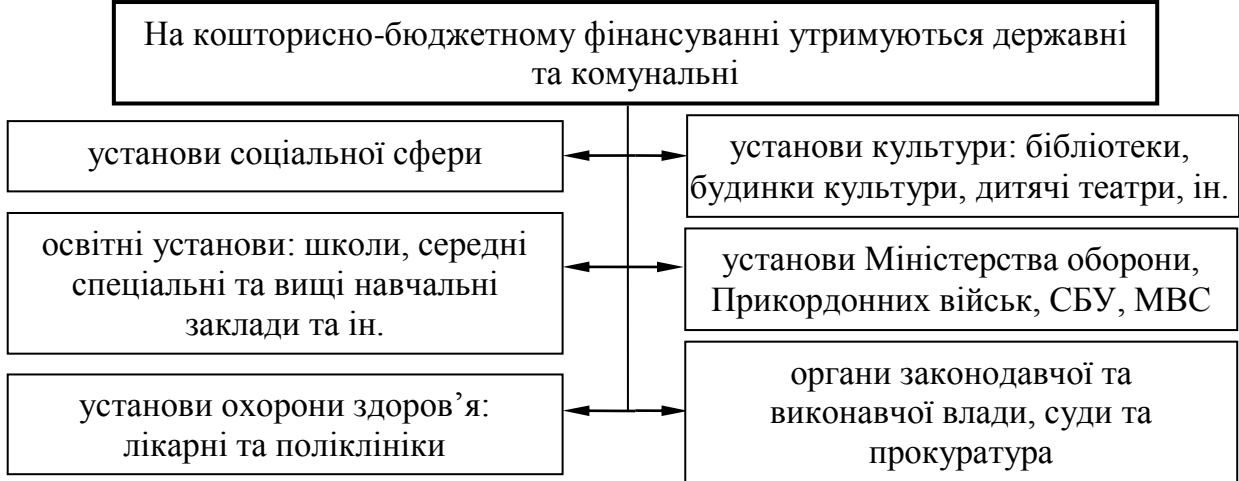 На кошторисно-бюджетному фінансуванні утримуються державні
та комунальні
установи соціальної сфери
установи культури: бібліотеки,
будинки культури, дитячі театри, ін.
освітні установи: школи, середні
спеціальні та вищі навчальні
заклади та ін.
установи Міністерства оборони,
Прикордонних військ, СБУ, МВС
установи охорони здоров’я:
лікарні та поліклініки
органи законодавчої та
виконавчої влади, суди та
прокуратура